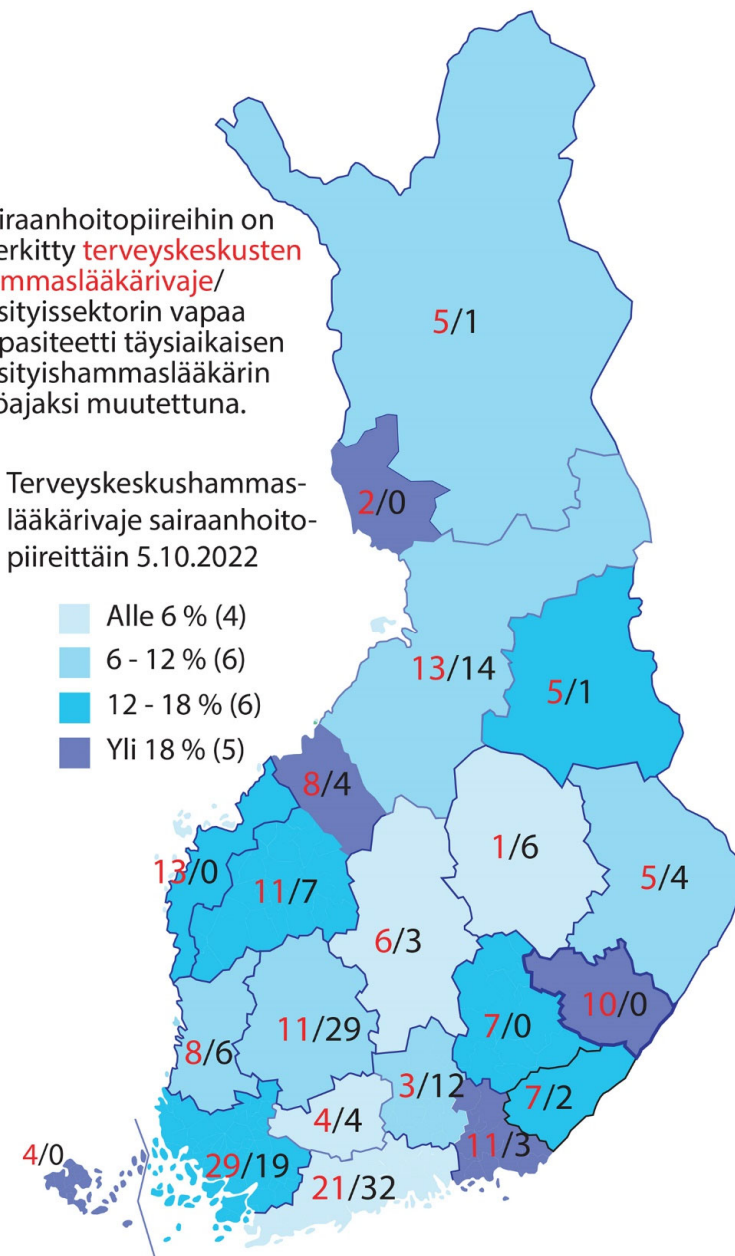 iraanhoitopiireihin on
erkitty terveyskeskusten
mmaslääkärivaje/
sityissektorin vapaa
pasiteetti täysiaikaisen
sityishammaslääkärin
öajaksi muutettuna.
5/1
2/0
Terveyskeskushammas-
lääkärivaje sairaanhoito-
piireittäin 5.10.2022
Alle 6 % (4)
6 - 12 % (6)
12 - 18 % (6)
Yli 18 % (5)
13/14
5/1
8/4
1/6
13/0
11/7
5/4
6/3
10/0
11/29
7/0
8/6
3/12
7/2
4/4
11/3
4/0
29/19
21/32